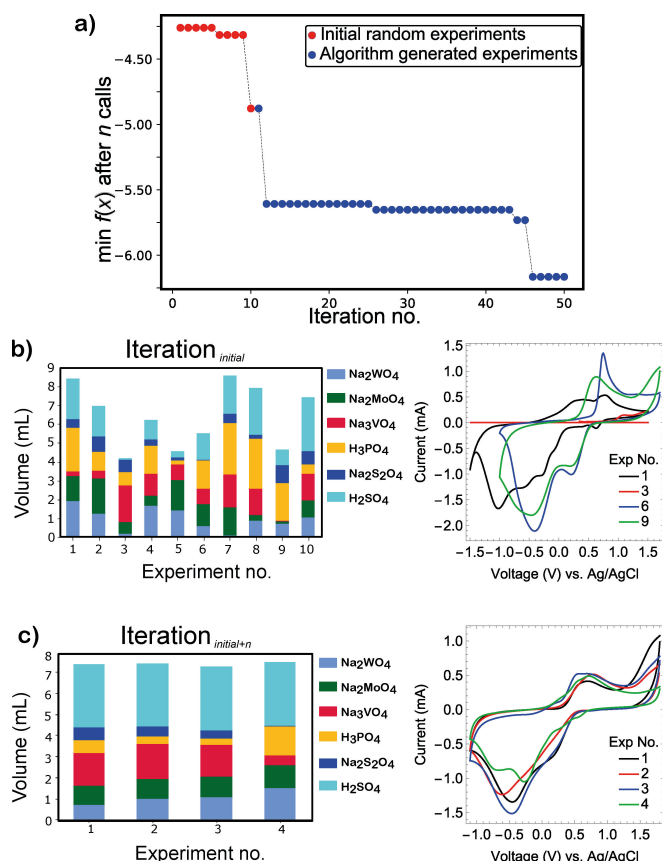 a)
min f(x) after n calls
−4.50
−5.00
−5.50
−6.00
Initial random experiments
Algorithm generated experiments
0 10 20 30 40 50
Iteration no.
b)
Iteration initial
Volume (mL)
9
8
7
6
5
4
3
2
1
0
1 2 3 4 5 6 7 8 9 10
Experiment no.
Na2WO4
Na2MoO4
Na3VO4
H3PO4
Na2S2O4
H2SO4
Current (mA)
1.5
1.0
0.5
0.0
−0.5
−1.0
−1.5
−2.0
Exp No.
1
3
6
9
−1.5 −1.0 −0.5 0.0 0.5 1.0 1.5
Voltage (V) vs. Ag/AgCl
c)
Iteration initial+n
Volume (mL)
8
7
6
5
4
3
2
1
0
1 2 3 4
Experiment no.
Na2WO4
Na2MoO4
Na3VO4
H3PO4
Na2S2O4
H2SO4
Current (mA)
1.0
0.5
0.0
−0.5
−1.0
−1.5
Exp No.
1
2
3
4
−1.0 −0.5 0.0 0.5 1.0 1.5
Voltage (V) vs. Ag/AgCl